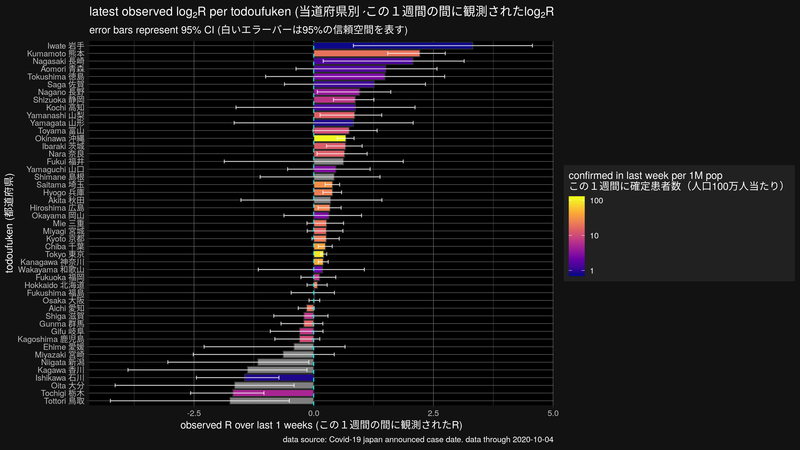 latest observed log2R per todoufuken (当道府県別・この１週間の間に観測されたlog2R
error bars represent 95% CI (白いエラーバーは95%の信頼空間を表す)
todoufuken (都道府県)
Iwate 岩手
Kumamoto 熊本
Nagasaki 長崎
Aomori 青森
Tokushima 徳島
Saga 佐賀
Nagano 長野
Shizuoka 静岡
Kochi 高知
Yamanashi 山梨
Yamagata 山形
Toyama 富山
Okinawa 沖縄
Ibaraki 茨城
Nara 奈良
Fukui 福井
Yamaguchi 山口
Shimane 島根
Saitama 埼玉
Hyogo 兵庫
Akita 秋田
Hiroshima 広島
Okayama 岡山
Mie 三重
Miyagi 宮城
Kyoto 京都
Chiba 千葉
Tokyo 東京
Kanagawa 神奈川
Wakayama 和歌山
Fukuoka 福岡
Hokkaido 北海道
Fukushima 福島
Osaka 大阪
Aichi 愛知
Shiga 滋賀
Gunma 群馬
Gifu 岐阜
Kagoshima 鹿児島
Ehime 愛媛
Miyazaki 宮崎
Niigata 新潟
Kagawa 香川
Ishikawa 石川
Oita 大分
Tochigi 栃木
Tottori 鳥取
-2.5 0.0 2.5 5.0
observed R over last 1 weeks (この１週間の間に観測されたR)
data source: Covid-19 japan announced case date. data through 2020-10-04
confirmed in last week per 1M pop
この１週間に確定患者数（人口100万人当たり）
100
10
1